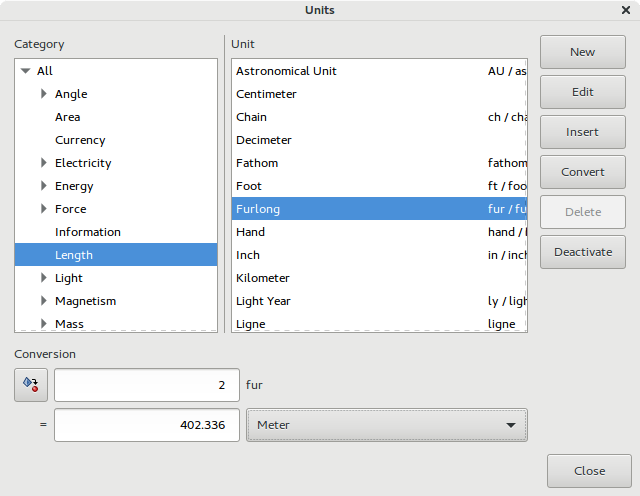 Units
Category
Unit
New
Edit
Insert
Convert
Delete
Deactivate
All
Angle
Area
Currency
Electricity
Energy
Force
Information
Length
Light
Magnetism
Mass
Astronomical Unit AU / as
Centimeter
Chain ch / cha
Decimeter
Fathom fathom
Foot ft / foo
Furlong fur / fu
Hand hand /
Inch in / inch
Kilometer
Light Year ly / ligh
Ligne ligne
Conversion
2 fur
= 402.336 Meter
Close